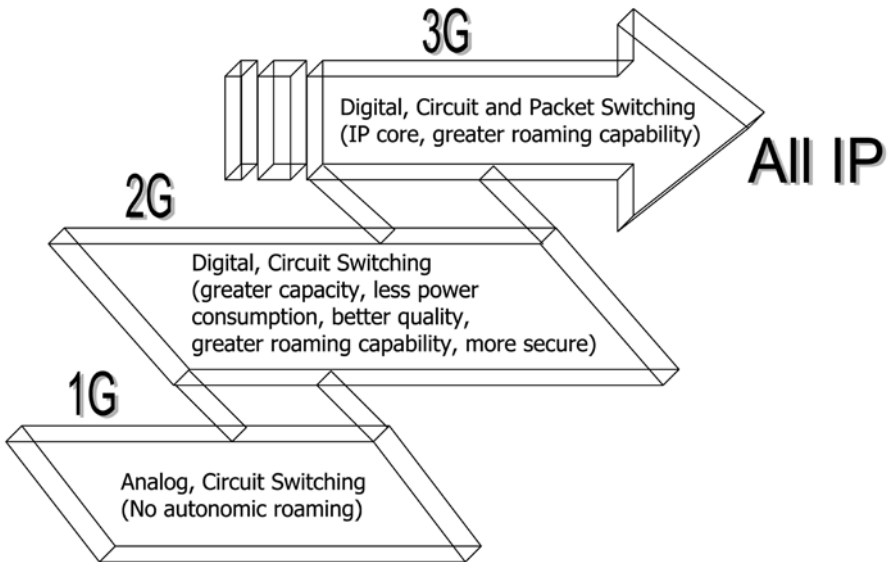 3G
Digital, Circuit and Packet Switching
(IP core, greater roaming capability)
All IP
2G
Digital, Circuit Switching
(greater capacity, less power
consumption, better quality,
greater roaming capability, more secure)
1G
Analog, Circuit Switching
(No autonomic roaming)